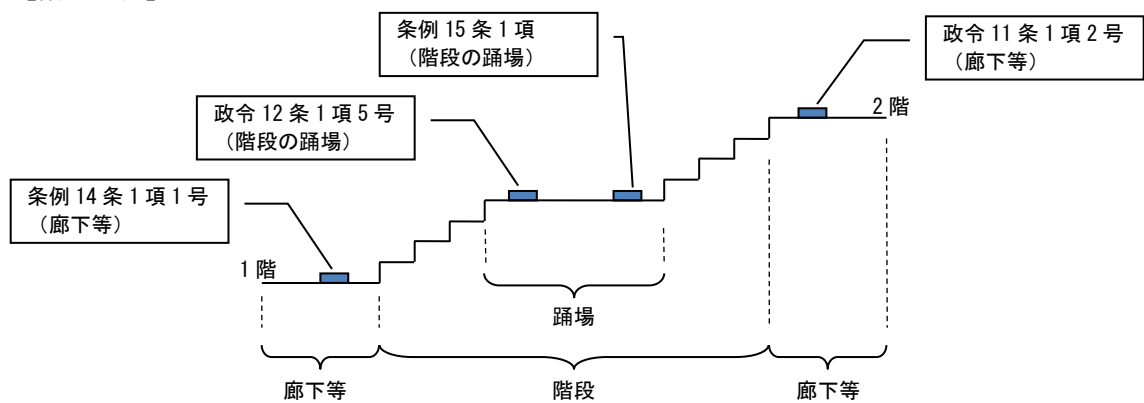 条例 15 条 1 項
（階段の踊場）
政令 11 条 1 項 2 号
（廊下等）
政令 12 条 1 項 5 号
（階段の踊場）
2 階
条例 14 条 1 項 1 号
（廊下等）
1 階
踊場
廊下等
階段
廊下等